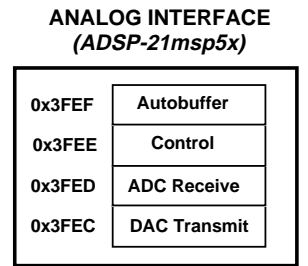 ANALOG INTERFACE
(ADSP-21msp5x)
0x3FEF Autobuffer
0x3FEE Control
0x3FED ADC Receive
0x3FEC DAC Transmit